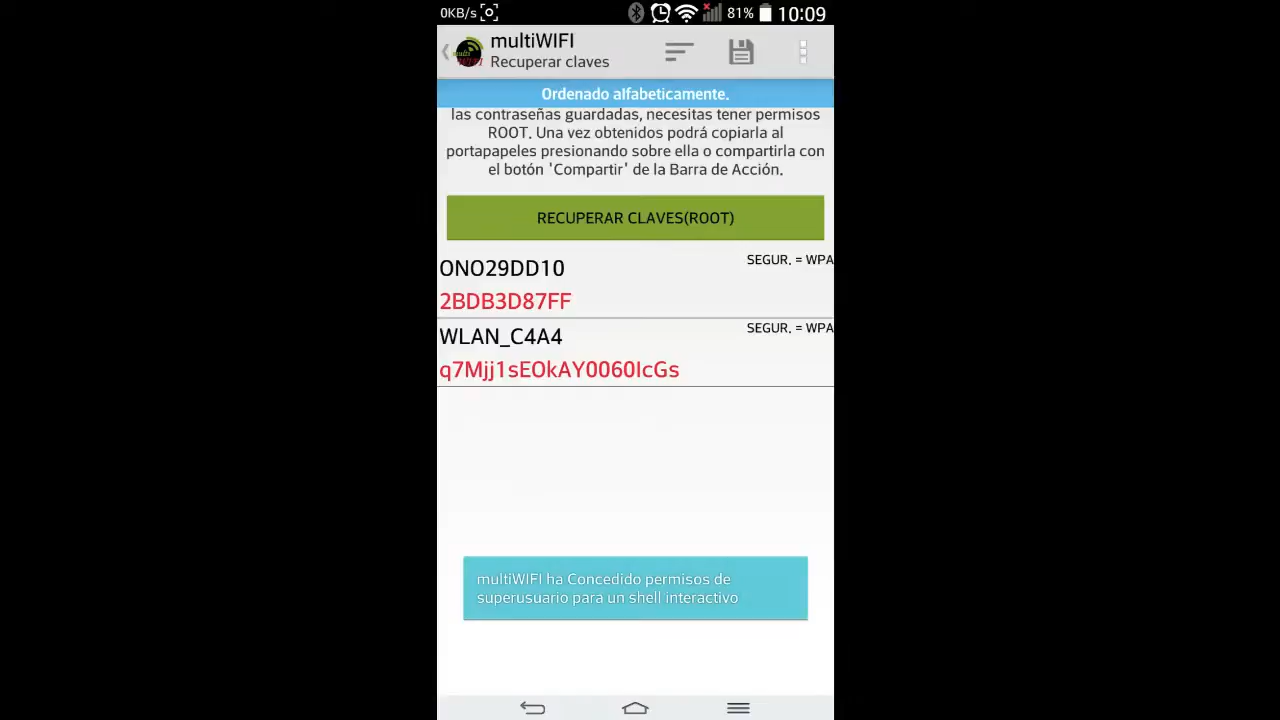 0KB/s 81% 10:09
multiWIFI
Recuperar claves
Ordenado alfabeticamente.
las contraseñas guardadas, necesitas tener permisos
ROOT. Una vez obtenidos podrá copiarla al
portapapeles presionando sobre ella o compartirla con
el botón 'Compartir' de la Barra de Acción.
RECUPERAR CLAVES(ROOT)
ONO29DD10 SEGUR. = WPA
2BDB3D87FF
WLAN_C4A4 SEGUR. = WPA
q7Mjj1sEOkAY0060IcGs
multiWIFI ha Concedido permisos de
superusuario para un shell interactivo